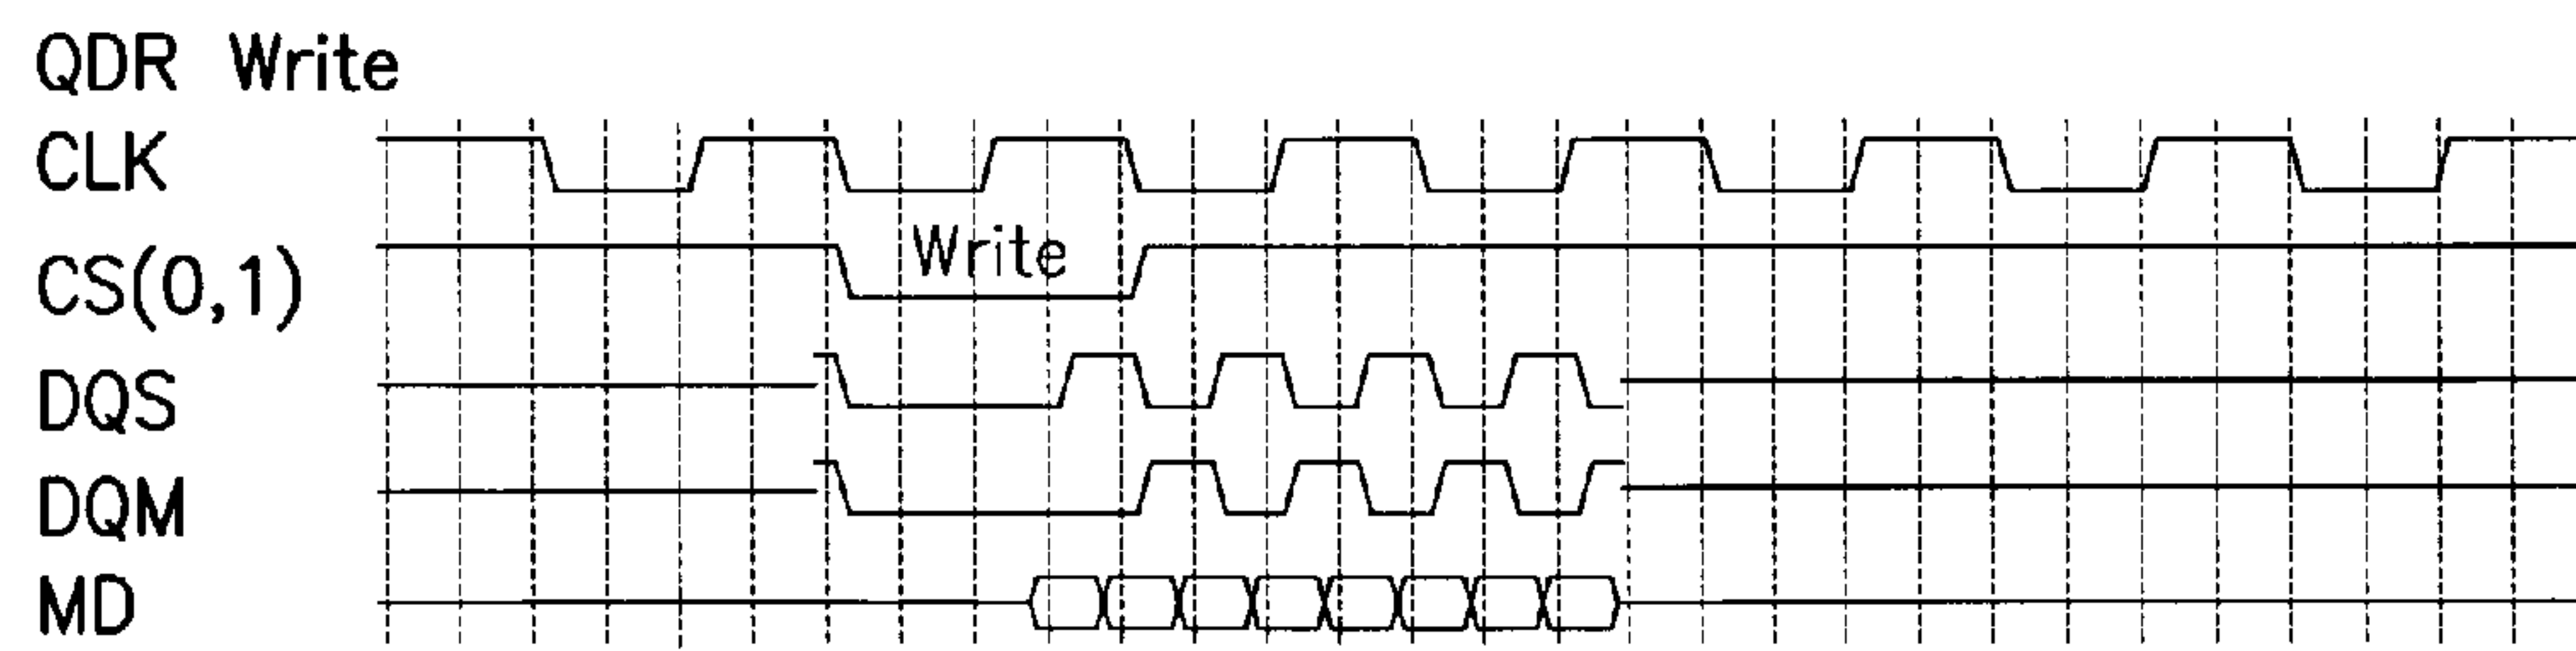 QDR Write
CLK
CS(0,1)
Write
DQS
DQM
MD